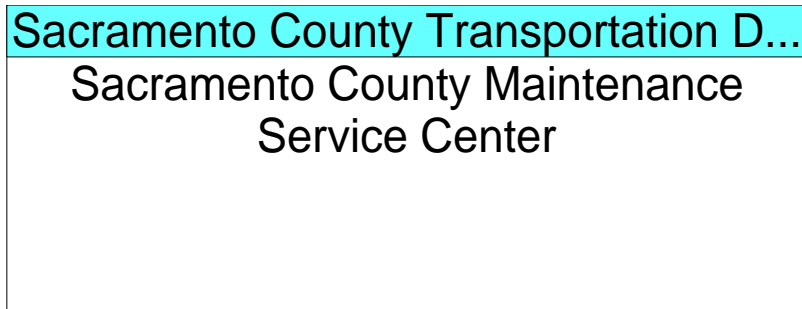 Sacramento County Transportation D...
Sacramento County Maintenance
Service Center